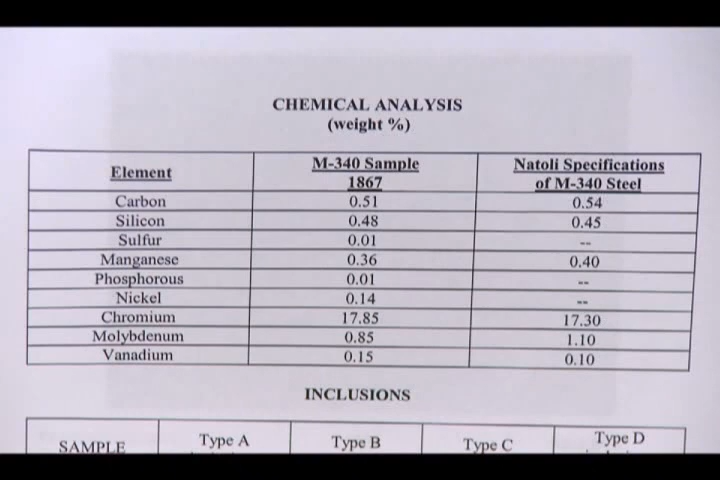 CHEMICAL ANALYSIS
(weight %)
Element M-340 Sample 1867 Natoli Specifications of M-340 Steel
Carbon 0.51 0.54
Silicon 0.48 0.45
Sulfur 0.01 --
Manganese 0.36 0.40
Phosphorous 0.01 --
Nickel 0.14 --
Chromium 17.85 17.30
Molybdenum 0.85 1.10
Vanadium 0.15 0.10
INCLUSIONS
SAMPLE Type A Type B Type C Type D